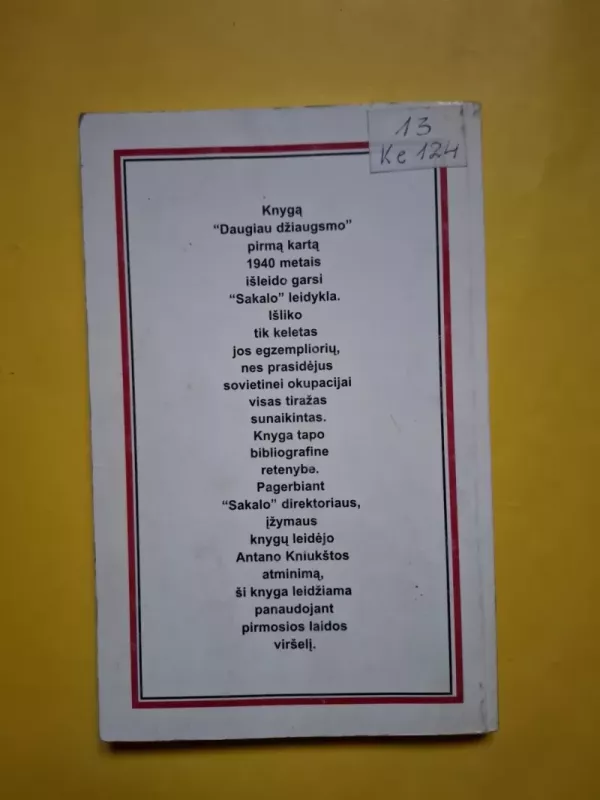 13
Ke 124
Knygą
“Daugiau džiaugsmo”
pirmą kartą
1940 metais
išleido garsi
“Sakalo” leidykla.
Išliko
tik keletas
jos egzempliorių,
nes prasidėjus
sovietinei okupacijai
visas tiražas
sunaikintas.
Knyga tapo
bibliografine
retenybe.
Pagerbiant
“Sakalo” direktoriaus,
įžymaus
knygų leidėjo
Antano Kniukštos
atminimą,
ši knyga leidžiama
panaudojant
pirmosios laidos
viršelį.